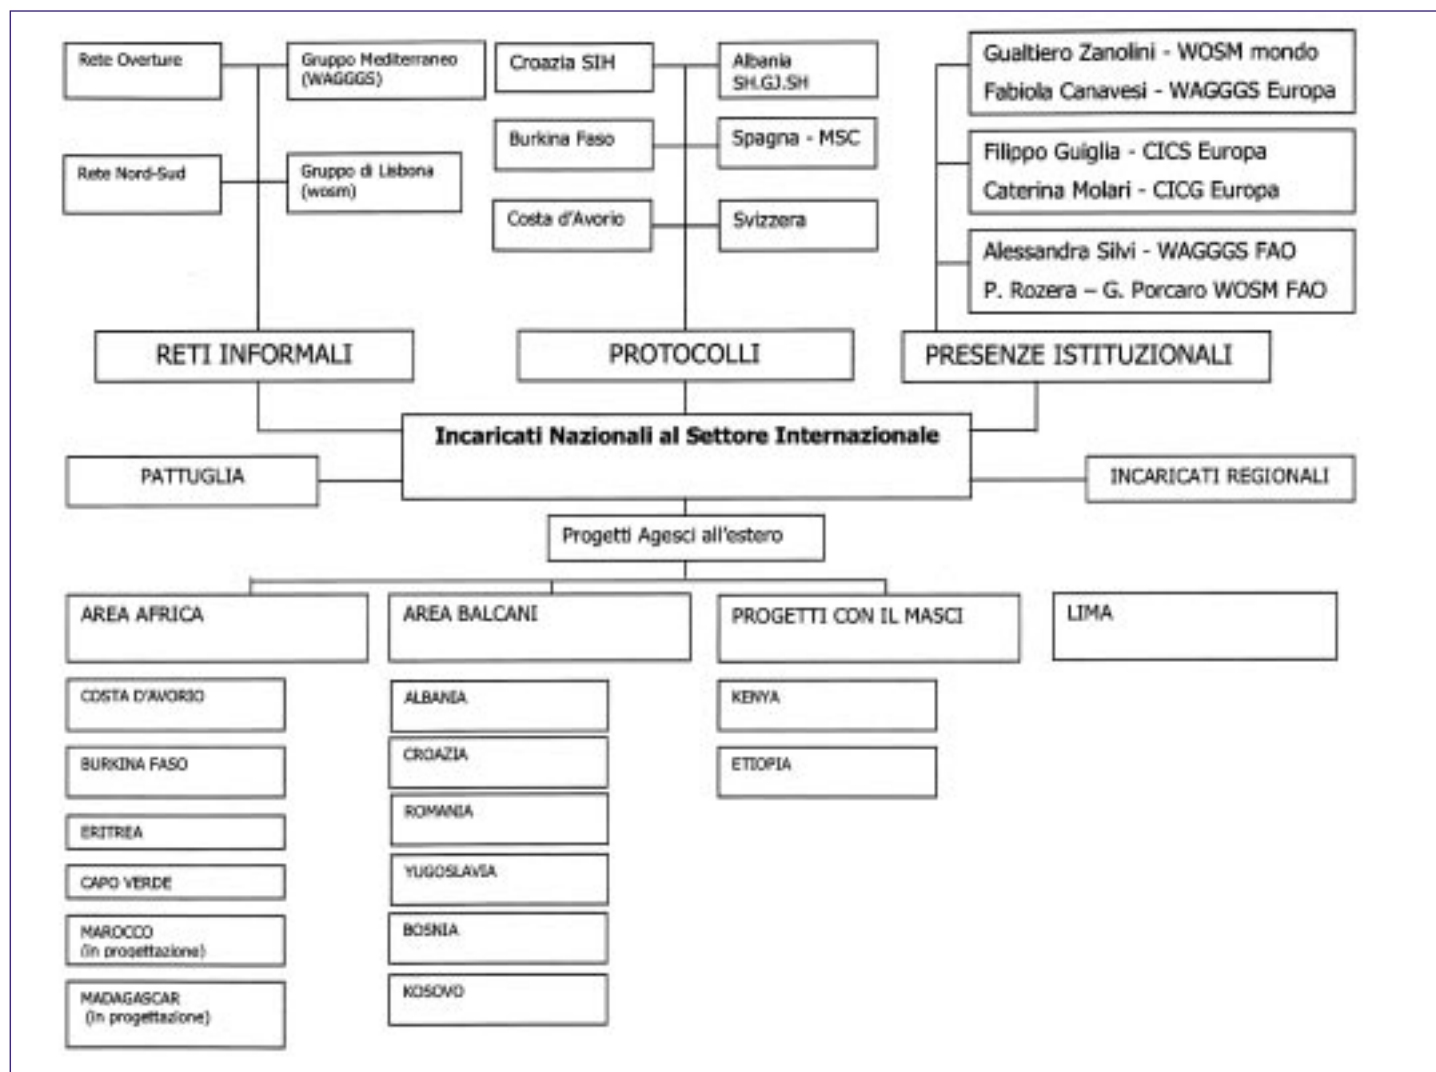 Rete Overture
Gruppo Mediterraneo
(WAGGGS)
Rete Nord-Sud
Gruppo di Lisbona
(wosm)
Croazia SIH
Albania
SH.GJ.SH
Burkina Faso
Spagna - MSC
Costa d'Avorio
Svizzera
Gualtiero Zanolini - WOSM mondo
Fabiola Canavesi - WAGGGS Europa
Filippo Guiglia - CICS Europa
Caterina Molari - CICG Europa
Alessandra Silvi - WAGGGS FAO
P. Rozera – G. Porcaro WOSM FAO
RETI INFORMALI
PROTOCOLLI
PRESENZE ISTITUZIONALI
Incaricati Nazionali al Settore Internazionale
PATTUGLIA
INCARICATI REGIONALI
Progetti Agesci all'estero
AREA AFRICA
COSTA D'AVORIO
BURKINA FASO
ERITREA
CAPO VERDE
MAROCCO
(in progettazione)
MADAGASCAR
(in progettazione)
AREA BALCANI
ALBANIA
CROAZIA
ROMANIA
YUGOSLAVIA
BOSNIA
KOSOVO
PROGETTI CON IL MASCI
KENYA
ETIOPIA
LIMA